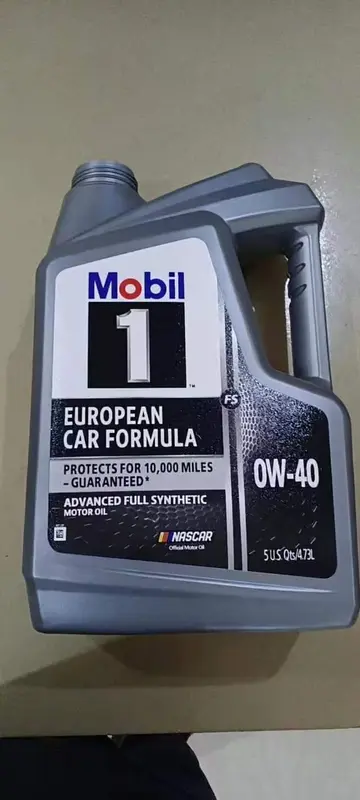 Mobil
1
™
FS
EUROPEAN
CAR FORMULA
PROTECTS FOR 10,000 MILES
– GUARANTEED*
0W-40
ADVANCED FULL SYNTHETIC
MOTOR OIL
NASCAR
Official Motor Oil
5 U.S. Qts/4.73L